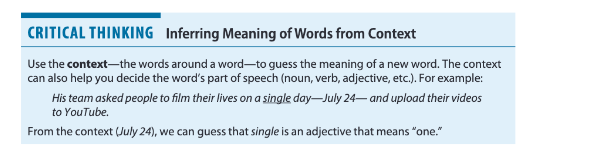 CRITICAL THINKING Inferring Meaning of Words from Context
Use the context—the words around a word—to guess the meaning of a new word. The context
can also help you decide the word's part of speech (noun, verb, adjective, etc.). For example:
His team asked people to film their lives on a single day—July 24— and upload their videos
to YouTube.
From the context (July 24), we can guess that single is an adjective that means “one.”